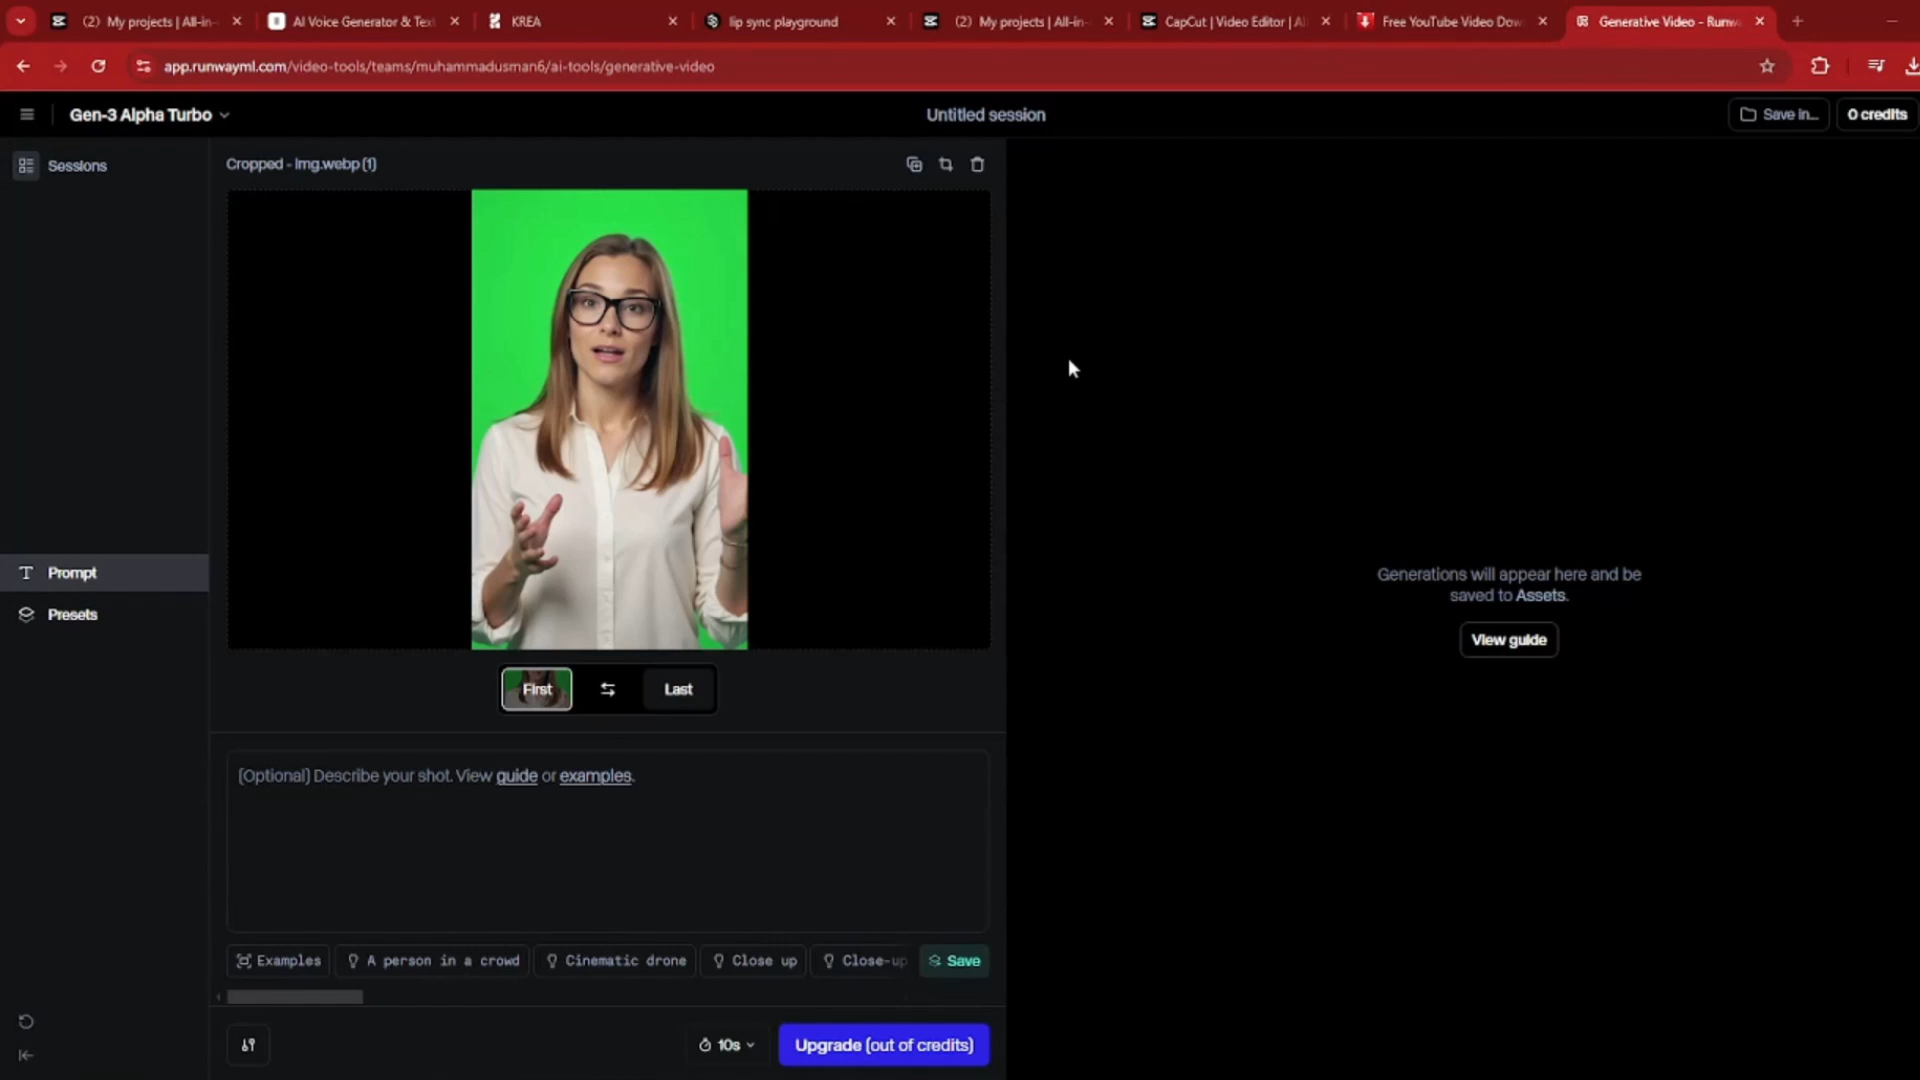 (2) My projects | All-in-
AI Voice Generator & Tex
KREA
lip sync playground
(2) My projects | All-in-
CapCut | Video Editor | AI
Free YouTube Video Dow
Generative Video - Runw
app.runwayml.com/video-tools/teams/muhammadusman6/ai-tools/generative-video
Gen-3 Alpha Turbo
Untitled session
Save in...
0 credits
Sessions
Cropped - img.webp (1)
Prompt
Presets
Generations will appear here and be
saved to Assets.
View guide
First
Last
(Optional) Describe your shot. View guide or examples.
Examples
A person in a crowd
Cinematic drone
Close up
Close-up
Save
10s
Upgrade (out of credits)